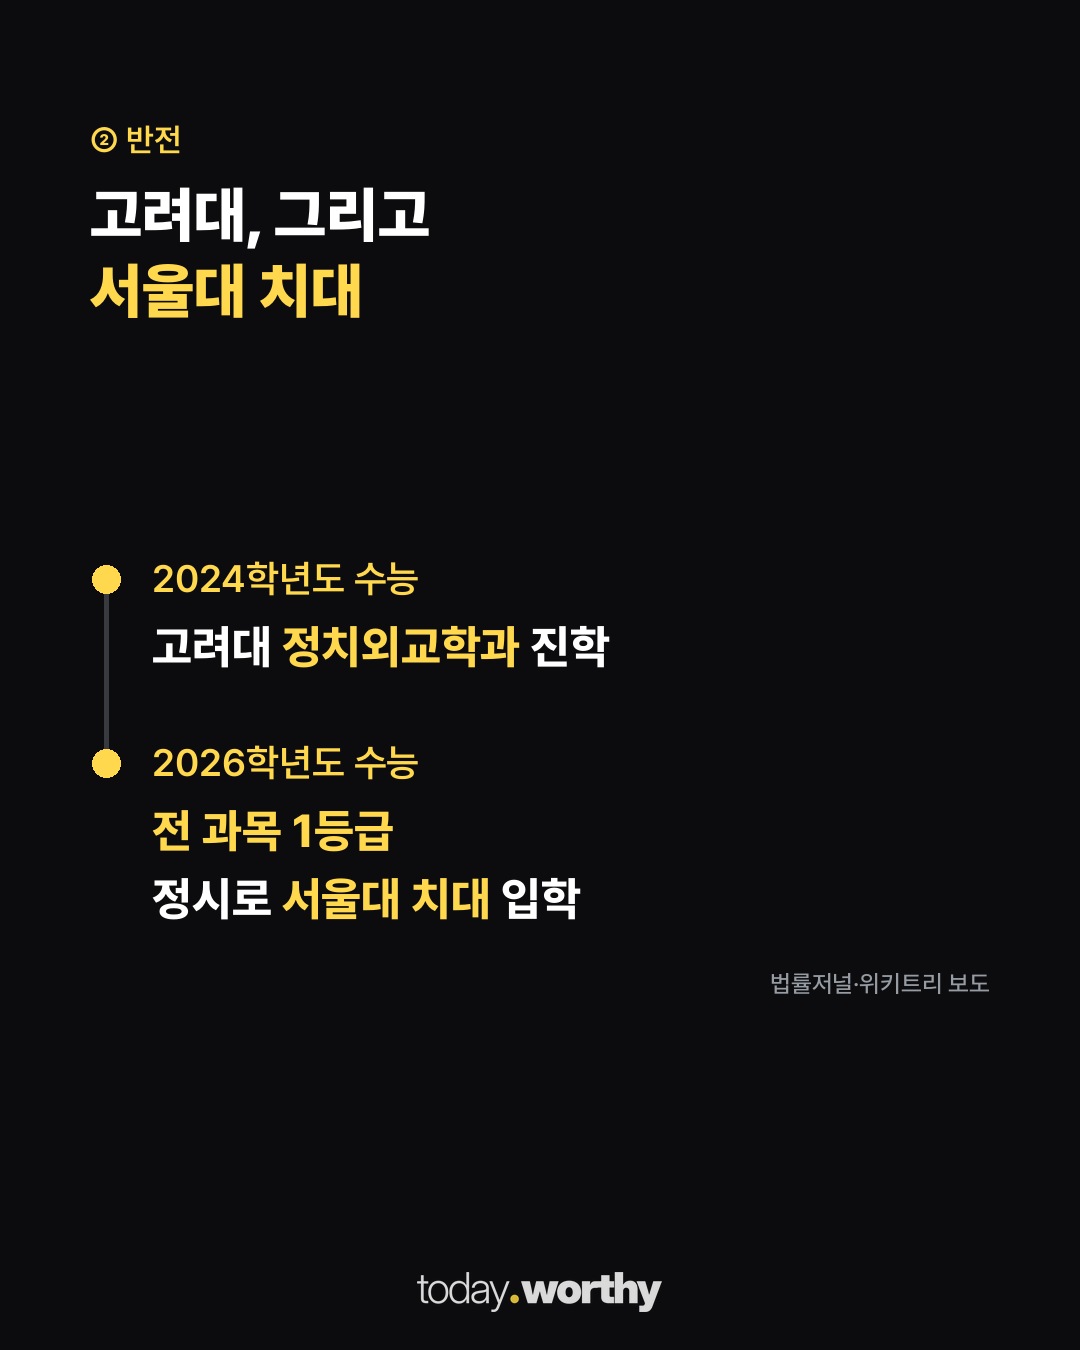 ② 반전
고려대, 그리고
서울대 치대
2024학년도 수능
고려대 정치외교학과 진학
2026학년도 수능
전 과목 1등급
정시로 서울대 치대 입학
법률저널·위키트리 보도
today.worthy